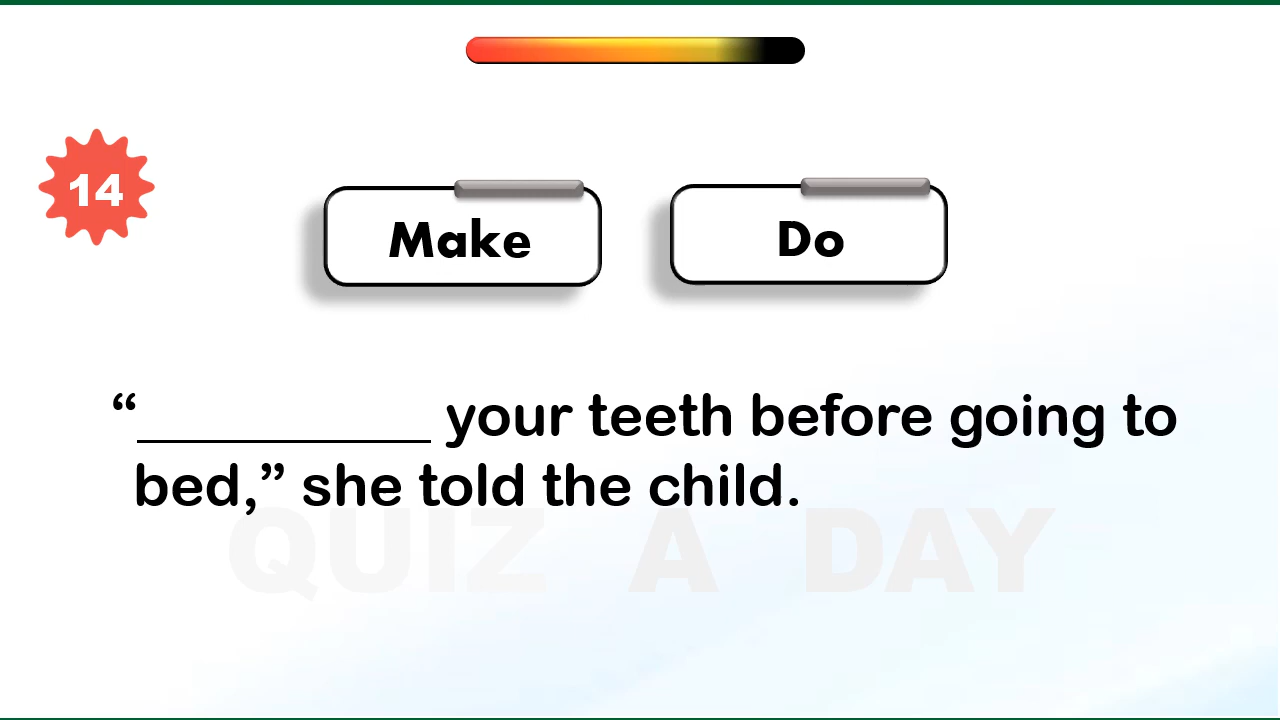 14
Make
Do
“__________ your teeth before going to
bed,” she told the child.
QUIZ A DAY